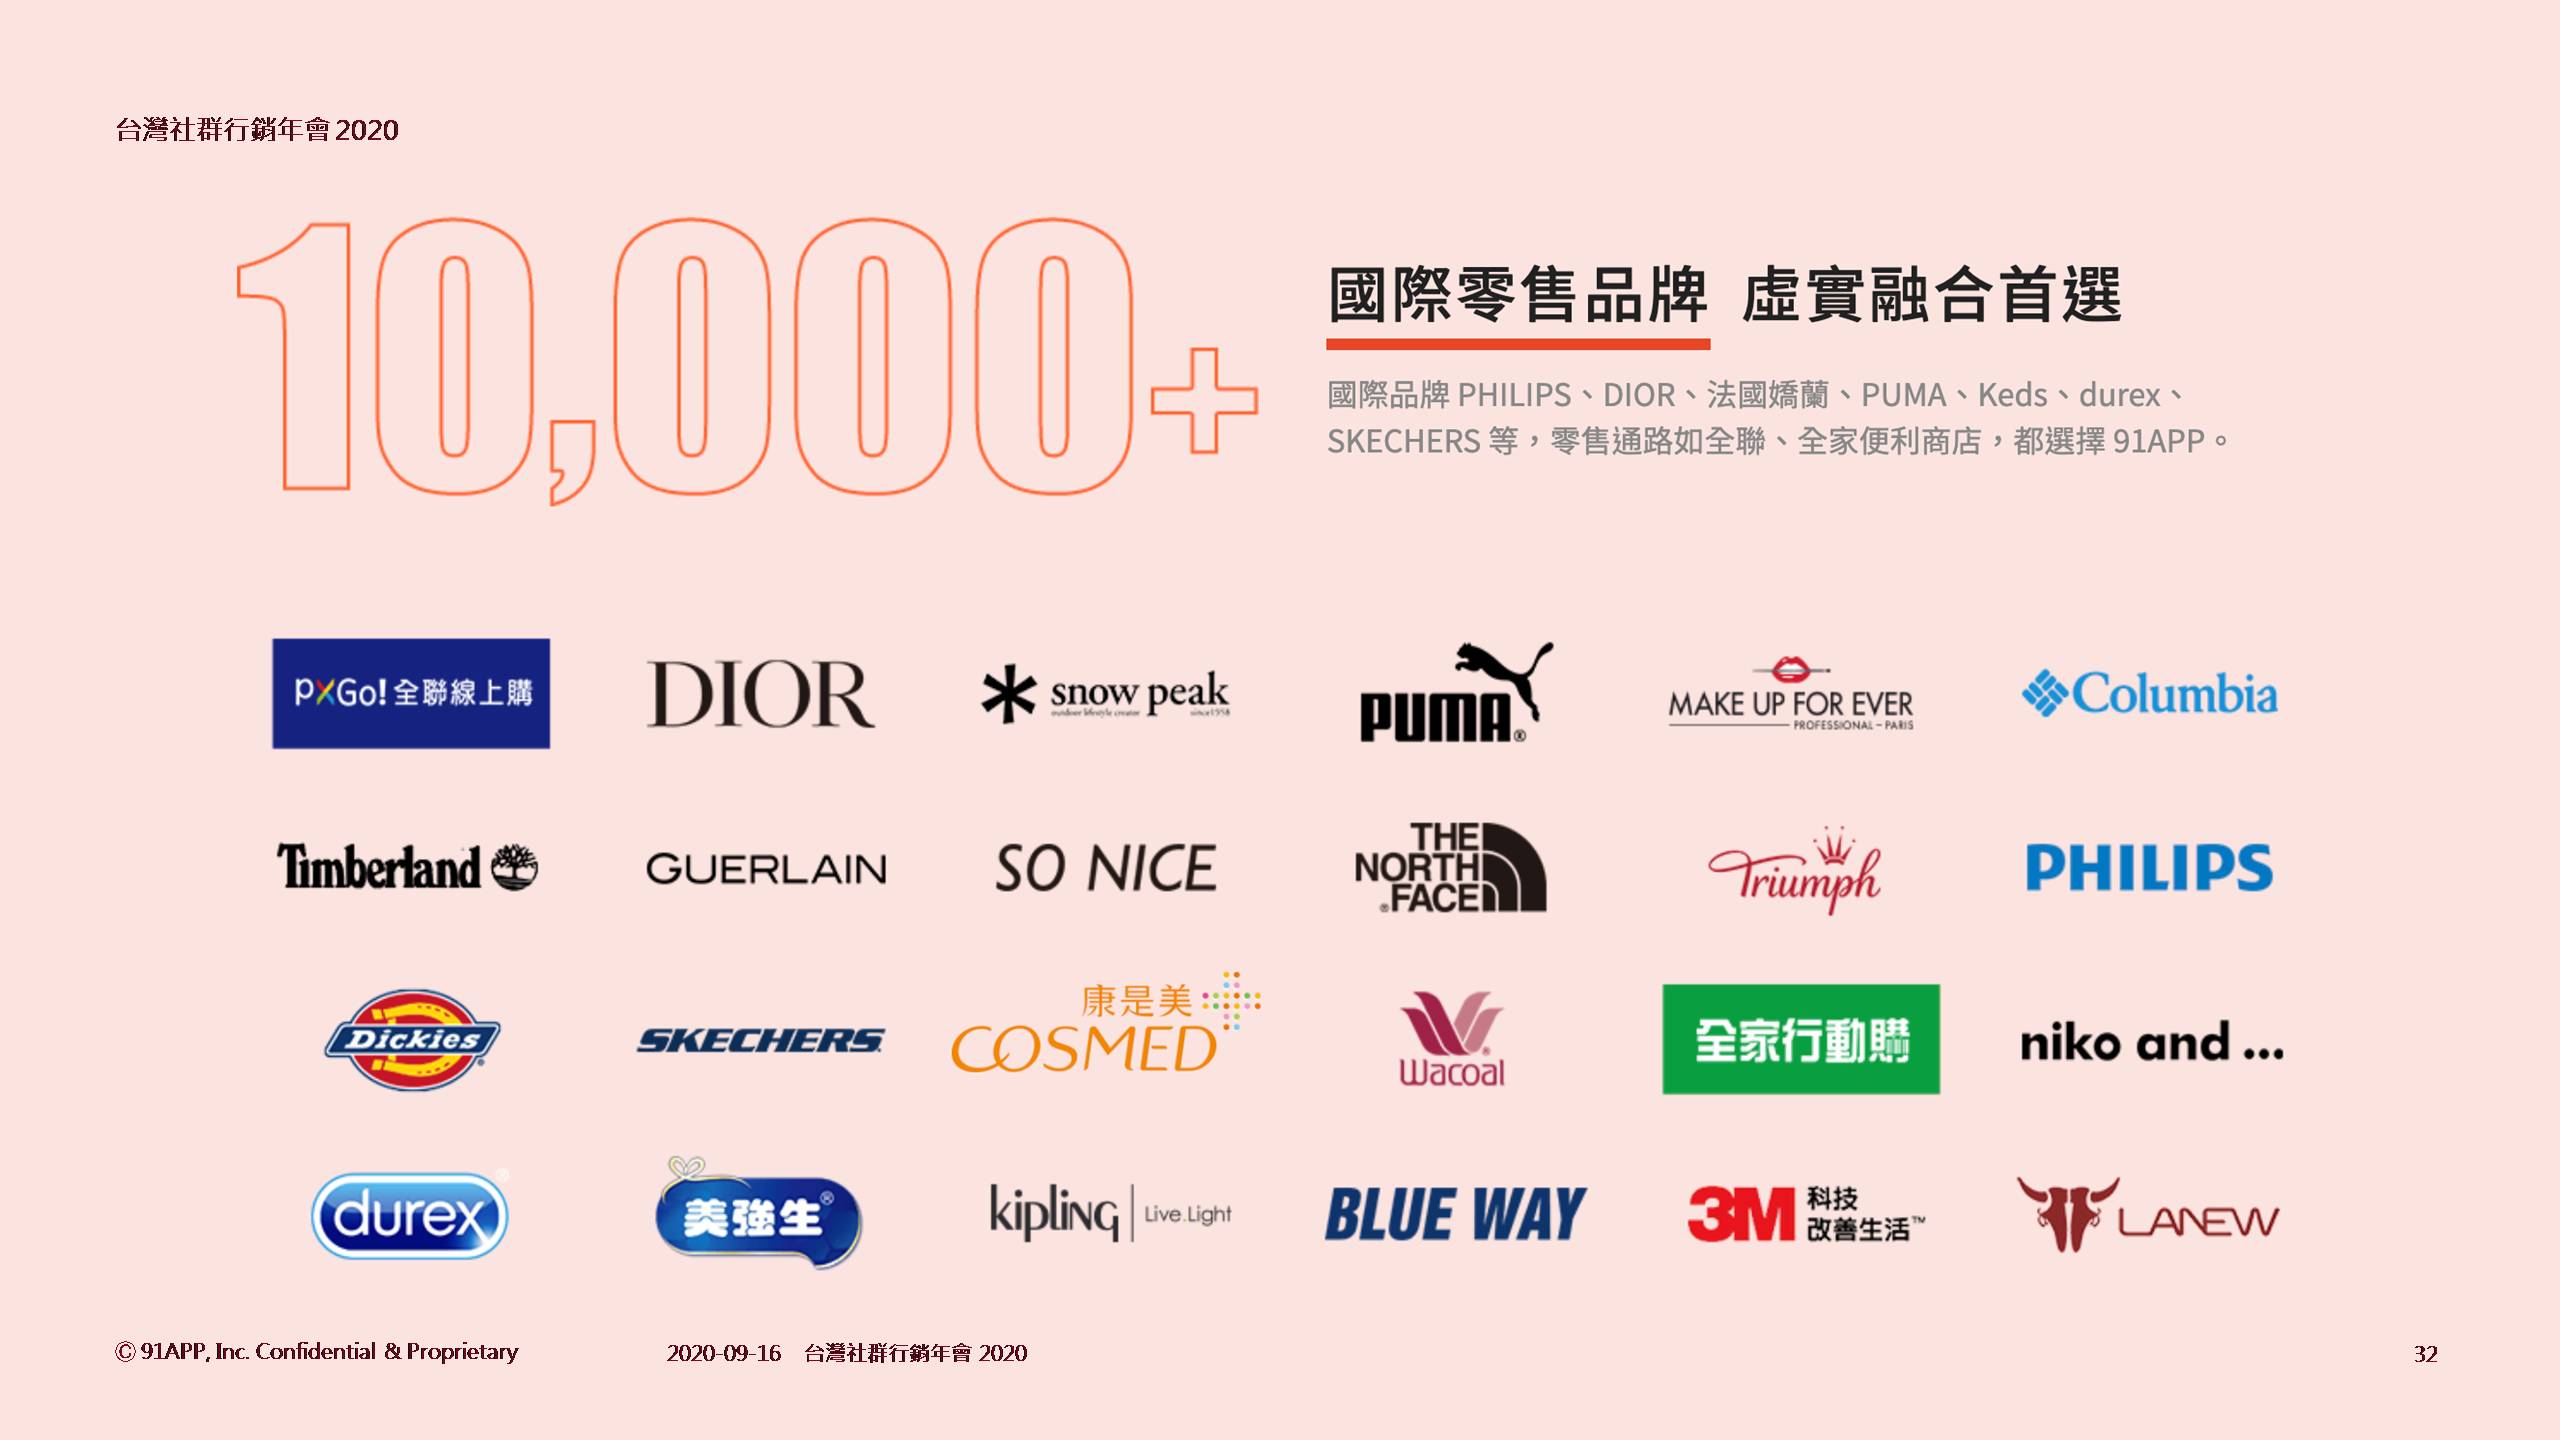 台灣社群行銷年會 2020
10,000+
國際零售品牌 虛實融合首選
國際品牌 PHILIPS、DIOR、法國嬌蘭、PUMA、Keds、durex、
SKECHERS 等，零售通路如全聯、全家便利商店，都選擇 91APP。
pxGo! 全聯線上購
DIOR
snow peak
outdoor lifestyle creator since1958
PUMA®
MAKE UP FOR EVER
PROFESSIONAL – PARIS
Columbia
Timberland
GUERLAIN
SO NICE
THE
NORTH
FACE®
Triumph
PHILIPS
Dickies®
SKECHERS
康是美
COSMED
Wacoal
全家行動購
niko and ...
durex®
美強生®
kipling | Live.Light
BLUE WAY
3M 科技
改善生活™
LANEW
© 91APP, Inc. Confidential & Proprietary
2020-09-16 台灣社群行銷年會 2020
32